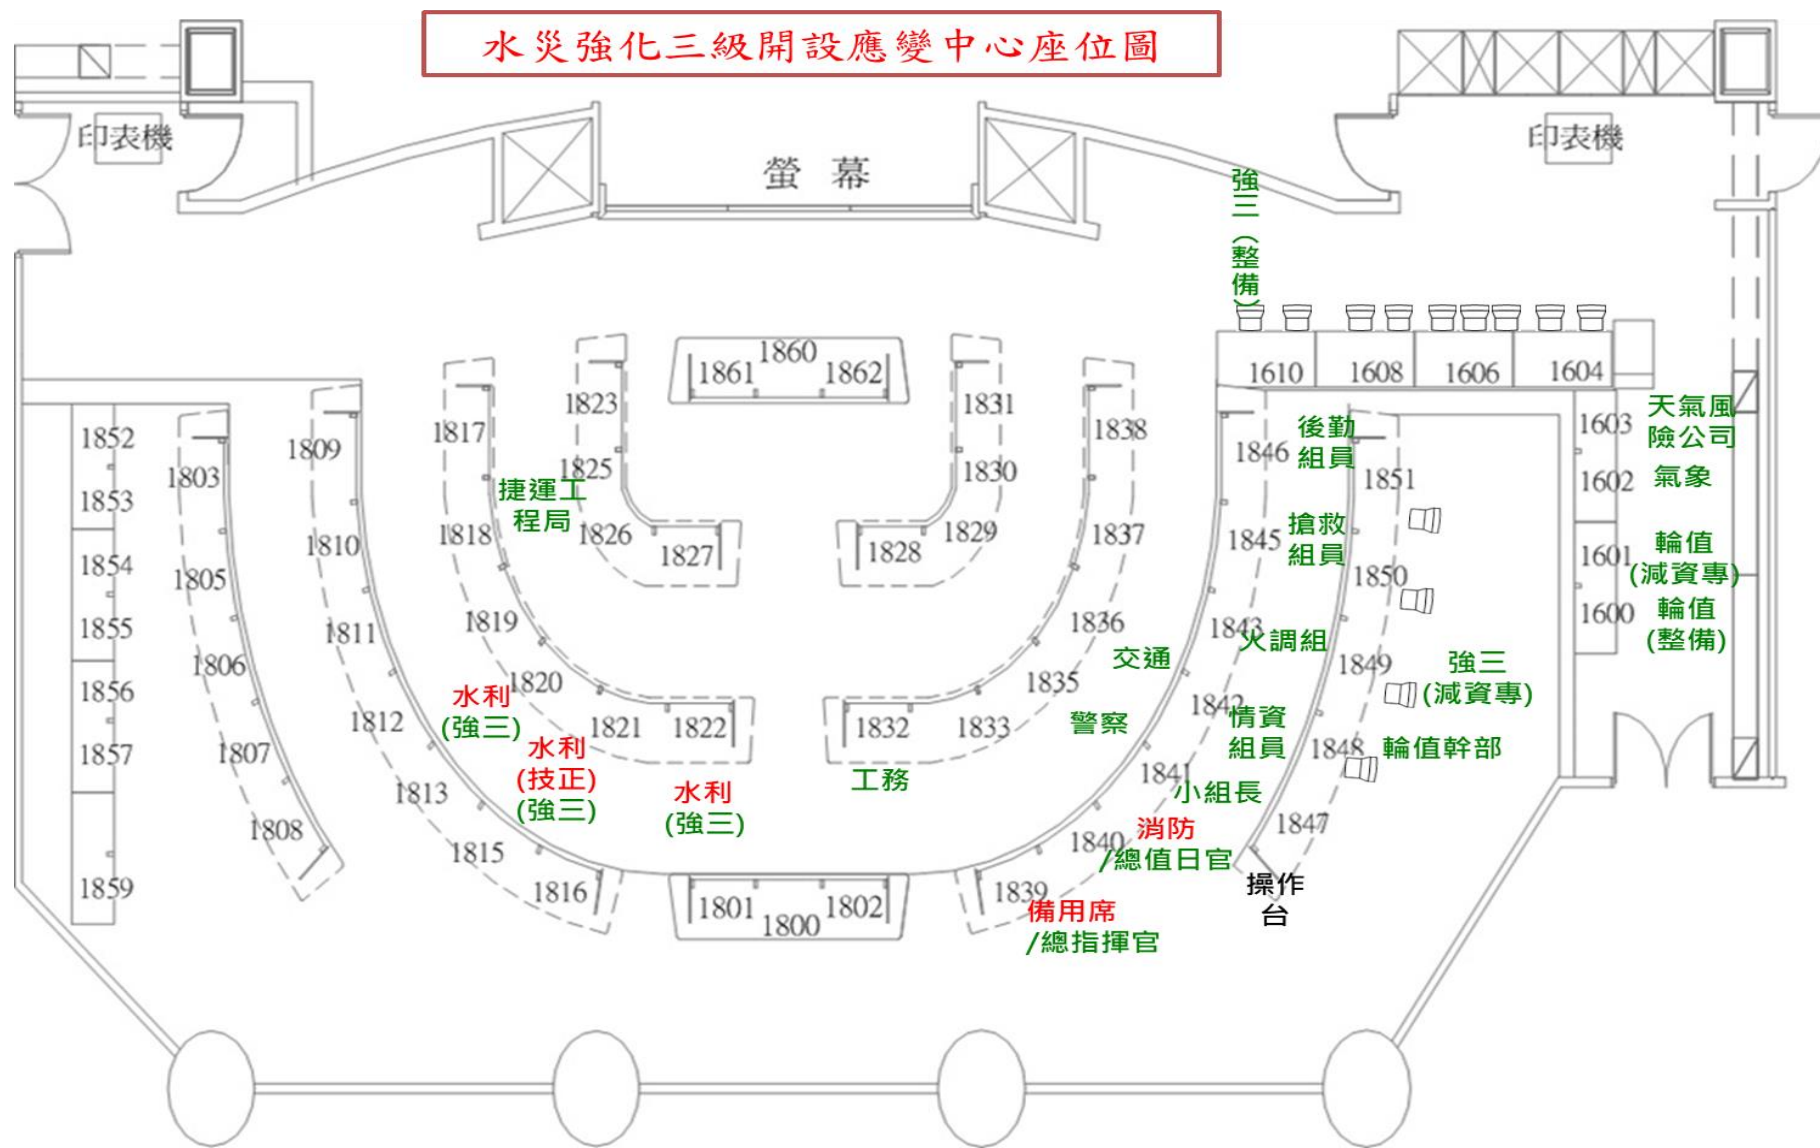 水災強化三級開設應變中心座位圖
印表機
螢 幕
印表機
強三（整備）
1860
1861
1862
1610
1608
1606
1604
1823
1831
1817
1838
1852
1803
1809
1825
1830
1846
後勤
組員
1851
1603
天氣風
險公司
1602
氣象
1853
捷運工
程局
1818
1826
1827
1828
1829
1837
1845
搶救
組員
1850
1601
輪值
(減資專)
1600
輪值
(整備)
1854
1805
1810
1855
1811
1819
1836
1843
火調組
交通
1849
強三
(減資專)
1856
1806
1812
水利
(強三)
1820
1821
1822
1832
1833
1835
警察
1842
情資
組員
1848
輪值幹部
1857
1807
1813
水利
(技正)
(強三)
水利
(強三)
工務
1841
小組長
1847
1808
1815
1840
消防
/總值日官
1859
1816
1801
1800
1802
1839
備用席
/總指揮官
操作
台